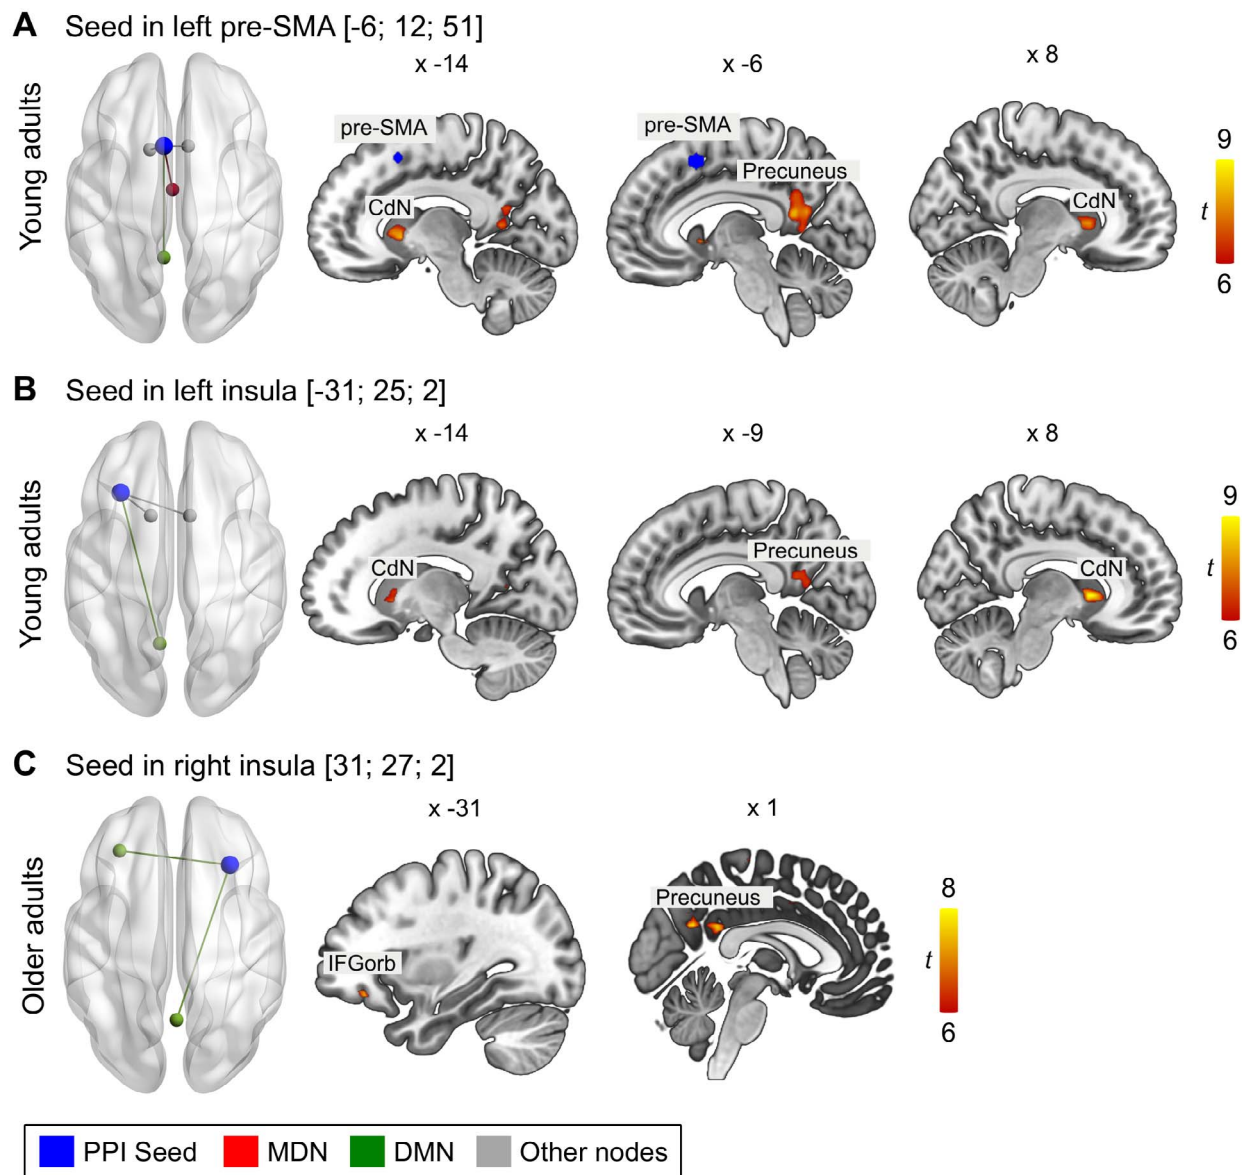 A Seed in left pre-SMA [-6; 12; 51]
Young adults
x -14
x -6
x 8
pre-SMA
CdN
pre-SMA
Precuneus
CdN
9
t
6
B Seed in left insula [-31; 25; 2]
Young adults
x -14
x -9
x 8
CdN
Precuneus
CdN
9
t
6
C Seed in right insula [31; 27; 2]
Older adults
x -31
x 1
IFGorb
Precuneus
8
t
6
PPI Seed MDN DMN Other nodes